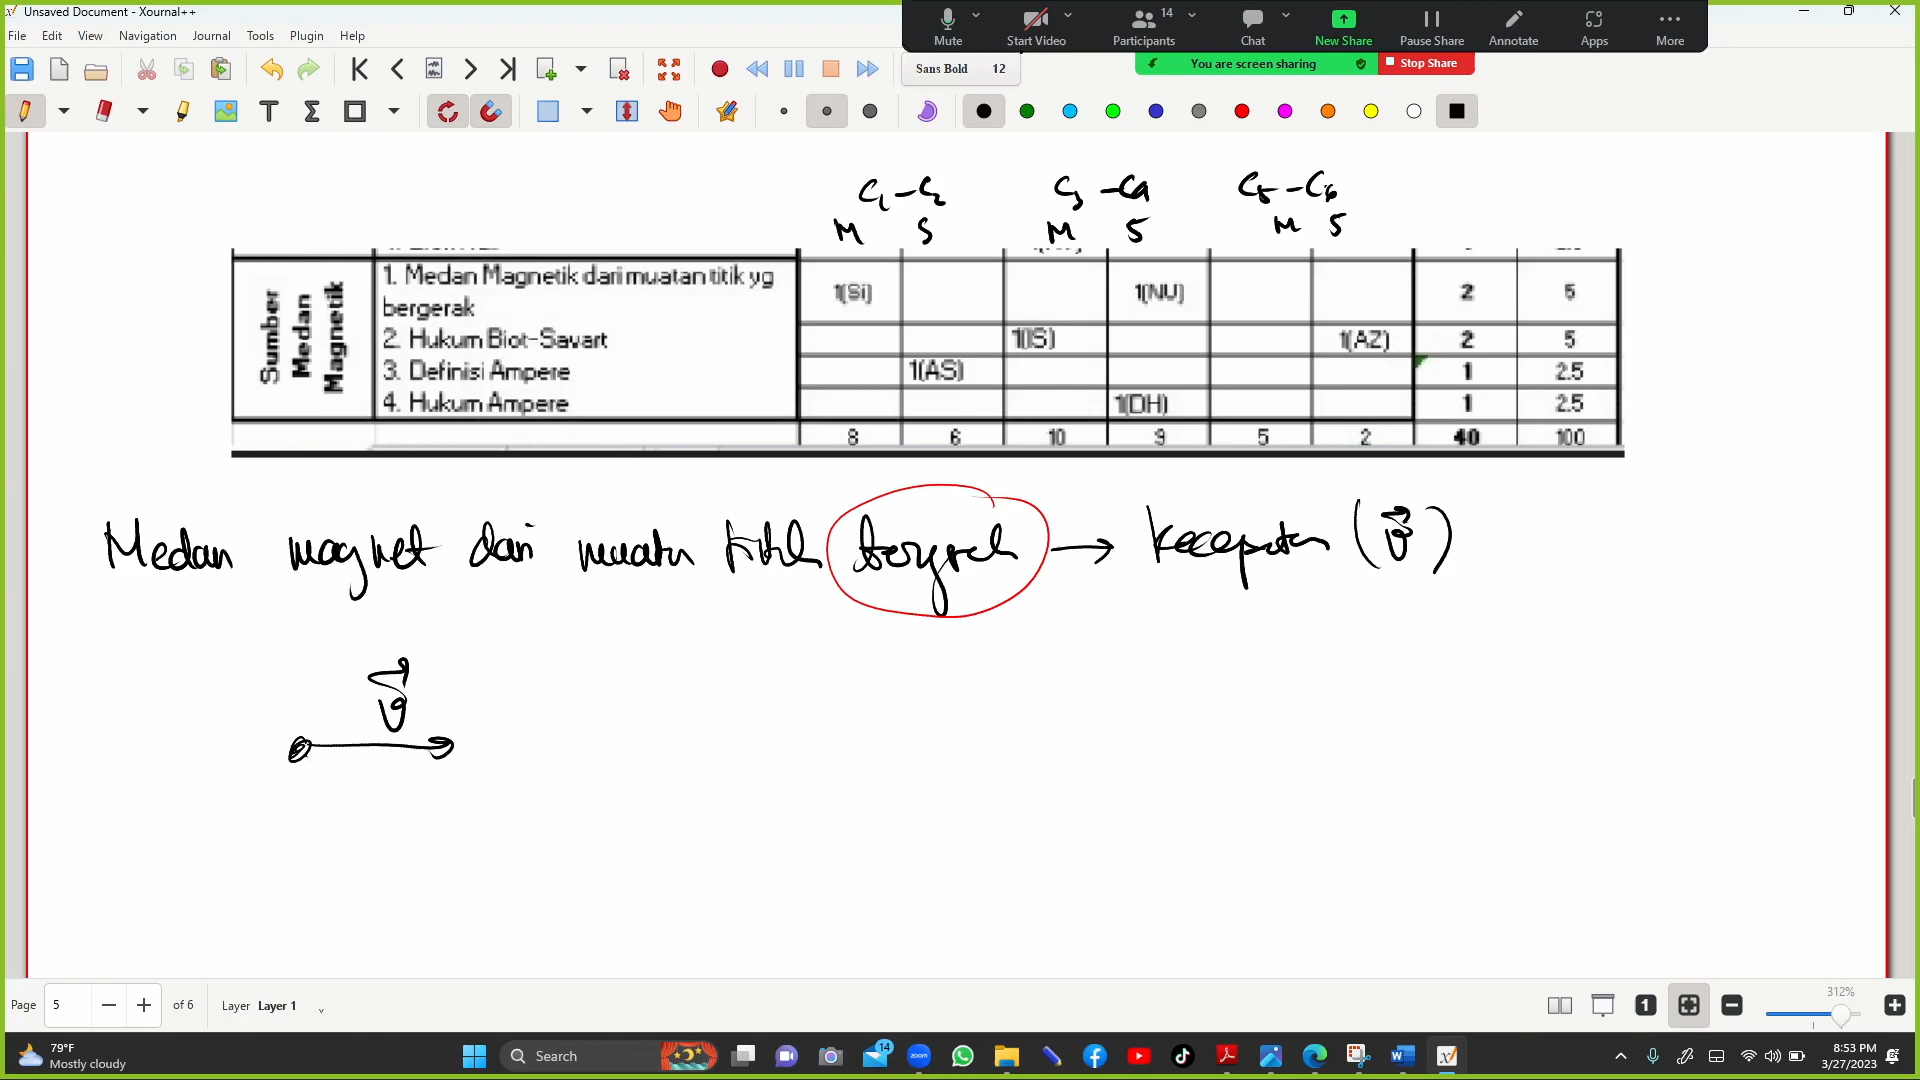 Unsaved Document - Xournal++
File Edit View Navigation Journal Tools Plugin Help
Mute Start Video Participants 14 Chat New Share Pause Share Annotate Apps More
You are screen sharing Stop Share
Sans Bold 12
C1 - C2 C3 - C4 C5 - C6
M S M S M S
Sumber Medan Magnetik
1. Medan Magnetik dari muatan titik yg bergerak 1(Si) 1(NU) 2 5
2. Hukum Biot-Savart 1(IS) 1(AZ) 2 5
3. Definisi Ampere 1(AS) 1 2.5
4. Hukum Ampere 1(DH) 1 2.5
8 6 10 9 5 2 40 100
Medan magnet dari muatan titik bergerak → kecepatan (v⃗)
v⃗
Page 5 of 6 Layer Layer 1
312%
79°F
Mostly cloudy
Search
14
zoom
8:53 PM
3/27/2023